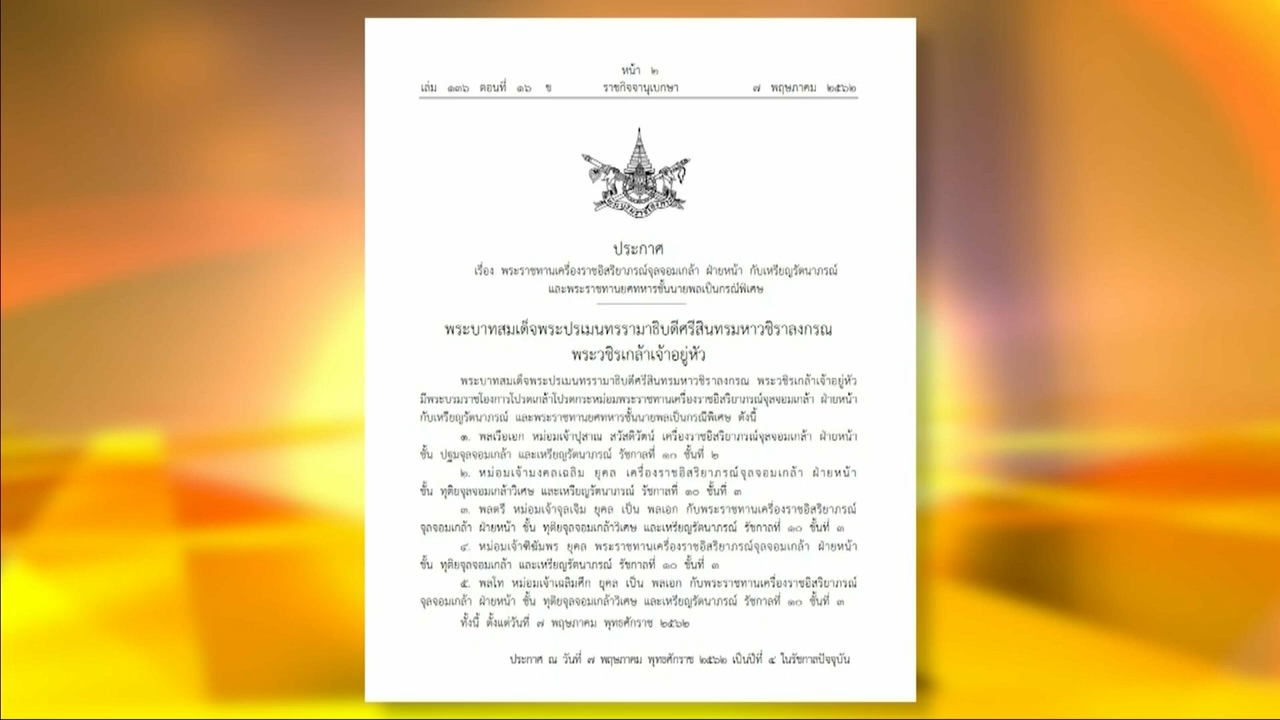 หน้า ๒
เล่ม ๑๓๖ ตอนที่ ๑๖ ข ราชกิจจานุเบกษา ๗ พฤษภาคม ๒๕๖๒
ประกาศ
เรื่อง พระราชทานเครื่องราชอิสริยาภรณ์จุลจอมเกล้า ฝ่ายหน้า กับเหรียญรัตนาภรณ์
และพระราชทานยศทหารชั้นนายพลเป็นกรณีพิเศษ
พระบาทสมเด็จพระปรเมนทรรามาธิบดีศรีสินทรมหาวชิราลงกรณ
พระวชิรเกล้าเจ้าอยู่หัว
พระบาทสมเด็จพระปรเมนทรรามาธิบดีศรีสินทรมหาวชิราลงกรณ พระวชิรเกล้าเจ้าอยู่หัว
มีพระบรมราชโองการโปรดเกล้าโปรดกระหม่อมพระราชทานเครื่องราชอิสริยาภรณ์จุลจอมเกล้า ฝ่ายหน้า
กับเหรียญรัตนาภรณ์ และพระราชทานยศทหารชั้นนายพลเป็นกรณีพิเศษ ดังนี้
๑. พลเรือเอก หม่อมเจ้าปุสาณ สวัสดิวัตน์ เครื่องราชอิสริยาภรณ์จุลจอมเกล้า ฝ่ายหน้า
ชั้น ปฐมจุลจอมเกล้า และเหรียญรัตนาภรณ์ รัชกาลที่ ๑๐ ชั้นที่ ๒
๒. หม่อมเจ้ามงคลเฉลิม ยุคล เครื่องราชอิสริยาภรณ์จุลจอมเกล้า ฝ่ายหน้า
ชั้น ทุติยจุลจอมเกล้าวิเศษ และเหรียญรัตนาภรณ์ รัชกาลที่ ๑๐ ชั้นที่ ๓
๓. พลตรี หม่อมเจ้าจุลเจิม ยุคล เป็น พลเอก กับพระราชทานเครื่องราชอิสริยาภรณ์
จุลจอมเกล้า ฝ่ายหน้า ชั้น ทุติยจุลจอมเกล้าวิเศษ และเหรียญรัตนาภรณ์ รัชกาลที่ ๑๐ ชั้นที่ ๓
๔. หม่อมเจ้าฑิฆัมพร ยุคล พระราชทานเครื่องราชอิสริยาภรณ์จุลจอมเกล้า ฝ่ายหน้า
ชั้น ทุติยจุลจอมเกล้า และเหรียญรัตนาภรณ์ รัชกาลที่ ๑๐ ชั้นที่ ๓
๕. พลโท หม่อมเจ้าเฉลิมศึก ยุคล เป็น พลเอก กับพระราชทานเครื่องราชอิสริยาภรณ์
จุลจอมเกล้า ฝ่ายหน้า ชั้น ทุติยจุลจอมเกล้าวิเศษ และเหรียญรัตนาภรณ์ รัชกาลที่ ๑๐ ชั้นที่ ๓
ทั้งนี้ ตั้งแต่วันที่ ๗ พฤษภาคม พุทธศักราช ๒๕๖๒
ประกาศ ณ วันที่ ๗ พฤษภาคม พุทธศักราช ๒๕๖๒ เป็นปีที่ ๔ ในรัชกาลปัจจุบัน